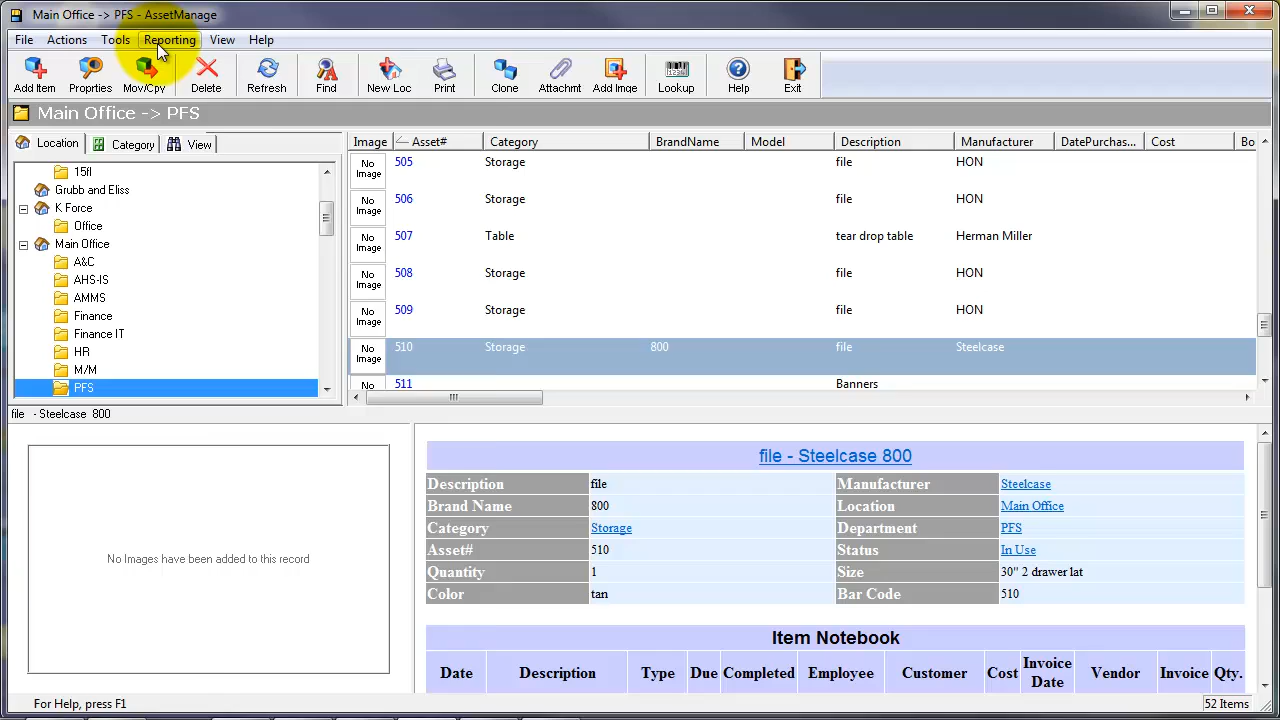 Main Office -> PFS - AssetManage
File Actions Tools Reporting View Help
Add Item Properties Mov/Cpy Delete Refresh Find New Loc Print Clone Attachmt Add Imge Lookup Help Exit
Main Office -> PFS
Location Category View
15fl
Grubb and Eliss
K Force
Office
Main Office
A&C
AHS-IS
AMMS
Finance
Finance IT
HR
M/M
PFS
Image Asset# Category BrandName Model Description Manufacturer DatePurchas... Cost Bo
No Image 505 Storage file HON
No Image 506 Storage file HON
No Image 507 Table tear drop table Herman Miller
No Image 508 Storage file HON
No Image 509 Storage file HON
No Image 510 Storage 800 file Steelcase
No 511 Banners
file - Steelcase 800
No Images have been added to this record
file - Steelcase 800
Description file Manufacturer Steelcase
Brand Name 800 Location Main Office
Category Storage Department PFS
Asset# 510 Status In Use
Quantity 1 Size 30" 2 drawer lat
Color tan Bar Code 510
Item Notebook
Date Description Type Due Completed Employee Customer Cost Invoice Date Vendor Invoice Qty.
For Help, press F1
52 Items